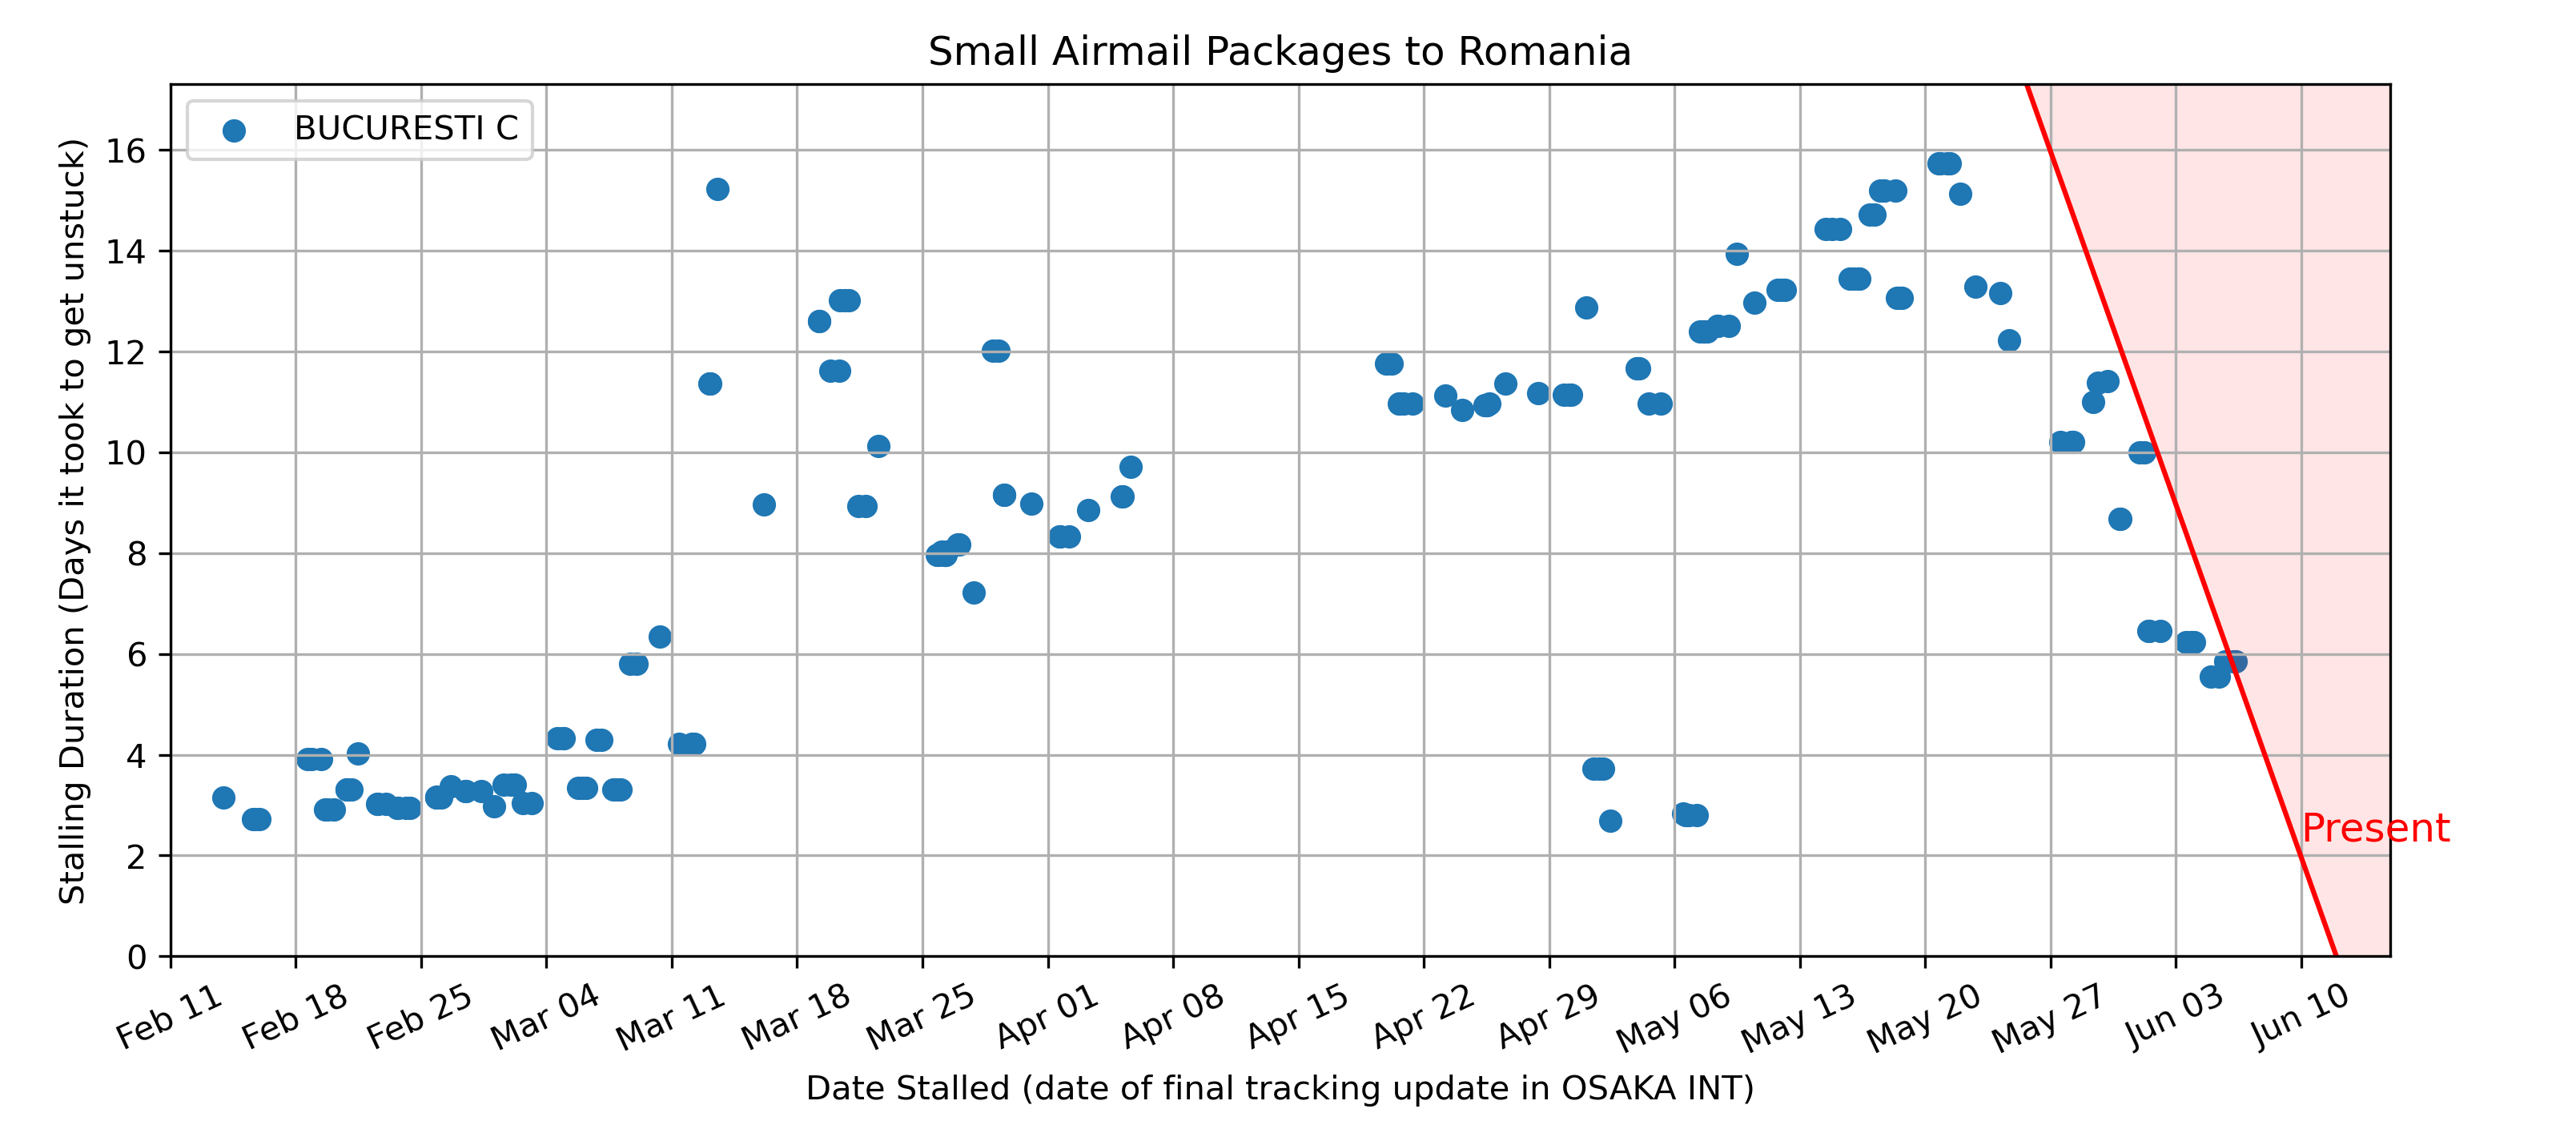 Small Airmail Packages to Romania
BUCURESTI C
Stalling Duration (Days it took to get unstuck)
16
14
12
10
8
6
4
2
0
Present
Feb 11
Feb 18
Feb 25
Mar 04
Mar 11
Mar 18
Mar 25
Apr 01
Apr 08
Apr 15
Apr 22
Apr 29
May 06
May 13
May 20
May 27
Jun 03
Jun 10
Date Stalled (date of final tracking update in OSAKA INT)